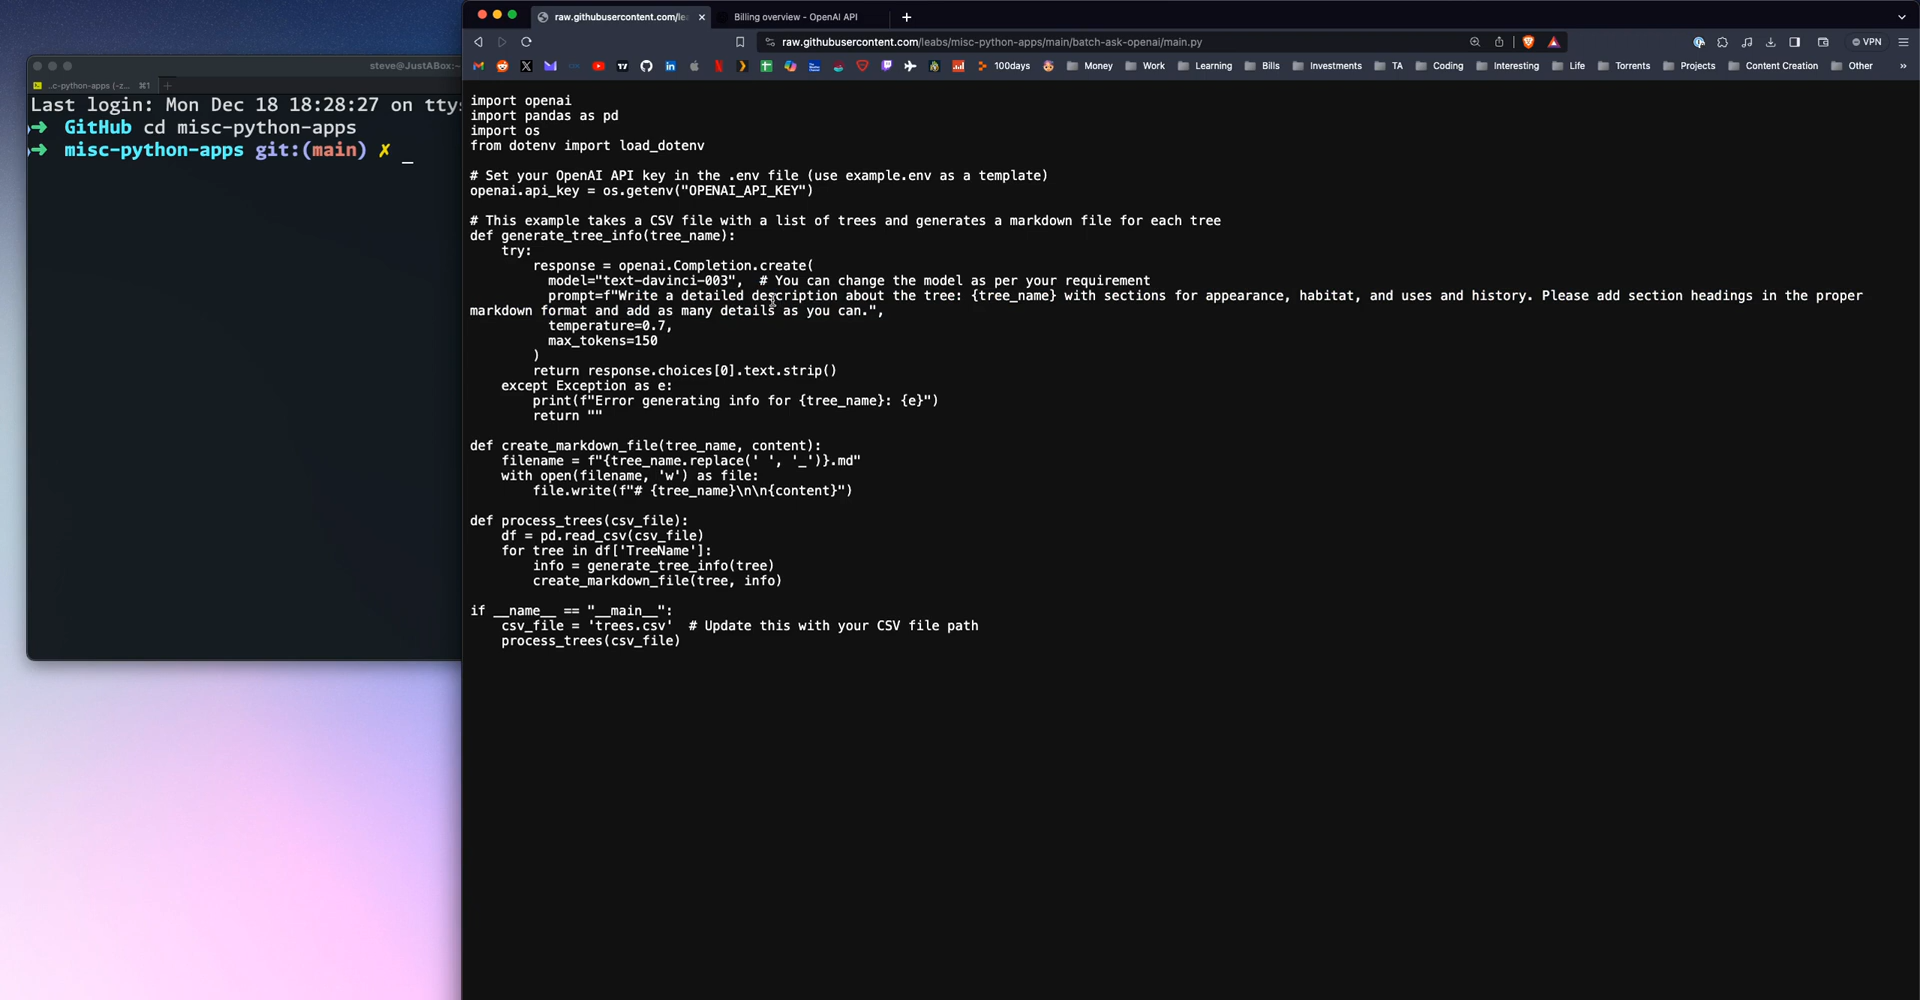 raw.githubusercontent.com/lea
Billing overview - OpenAI API
raw.githubusercontent.com/leabs/misc-python-apps/main/batch-ask-openai/main.py
VPN
100days
Money
Work
Learning
Bills
Investments
TA
Coding
Interesting
Life
Torrents
Projects
Content Creation
Other
steve@JustABox:~
..c-python-apps (-z... ⌘1
Last login: Mon Dec 18 18:28:27 on ttys
➜ GitHub cd misc-python-apps
➜ misc-python-apps git:(main) ✗ _
import openai
import pandas as pd
import os
from dotenv import load_dotenv
# Set your OpenAI API key in the .env file (use example.env as a template)
openai.api_key = os.getenv("OPENAI_API_KEY")
# This example takes a CSV file with a list of trees and generates a markdown file for each tree
def generate_tree_info(tree_name):
    try:
        response = openai.Completion.create(
          model="text-davinci-003",  # You can change the model as per your requirement
          prompt=f"Write a detailed description about the tree: {tree_name} with sections for appearance, habitat, and uses and history. Please add section headings in the proper
markdown format and add as many details as you can.",
          temperature=0.7,
          max_tokens=150
        )
        return response.choices[0].text.strip()
    except Exception as e:
        print(f"Error generating info for {tree_name}: {e}")
        return ""
def create_markdown_file(tree_name, content):
    filename = f"{tree_name.replace(' ', '_')}.md"
    with open(filename, 'w') as file:
        file.write(f"# {tree_name}\n\n{content}")
def process_trees(csv_file):
    df = pd.read_csv(csv_file)
    for tree in df['TreeName']:
        info = generate_tree_info(tree)
        create_markdown_file(tree, info)
if __name__ == "__main__":
    csv_file = 'trees.csv'  # Update this with your CSV file path
    process_trees(csv_file)